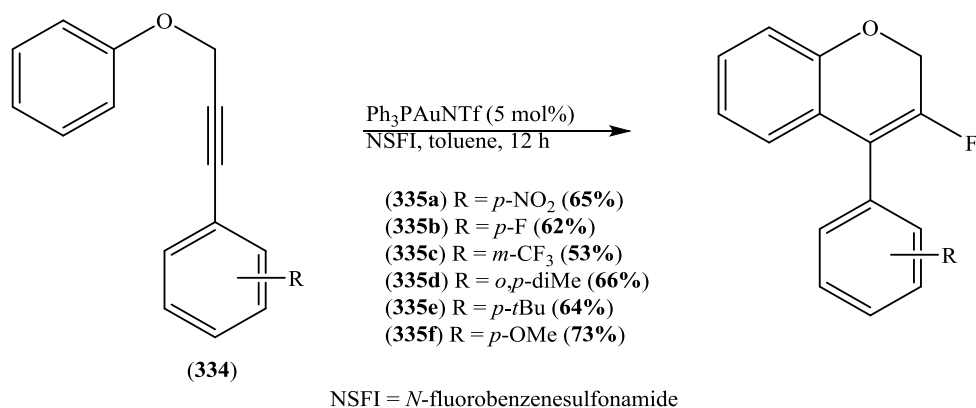 O
R
(334)
Ph₃PAuNTf (5 mol%)
NSFI, toluene, 12 h
(335a) R = p-NO₂ (65%)
(335b) R = p-F (62%)
(335c) R = m-CF₃ (53%)
(335d) R = o,p-diMe (66%)
(335e) R = p-tBu (64%)
(335f) R = p-OMe (73%)
O
F
R
NSFI = N-fluorobenzenesulfonamide